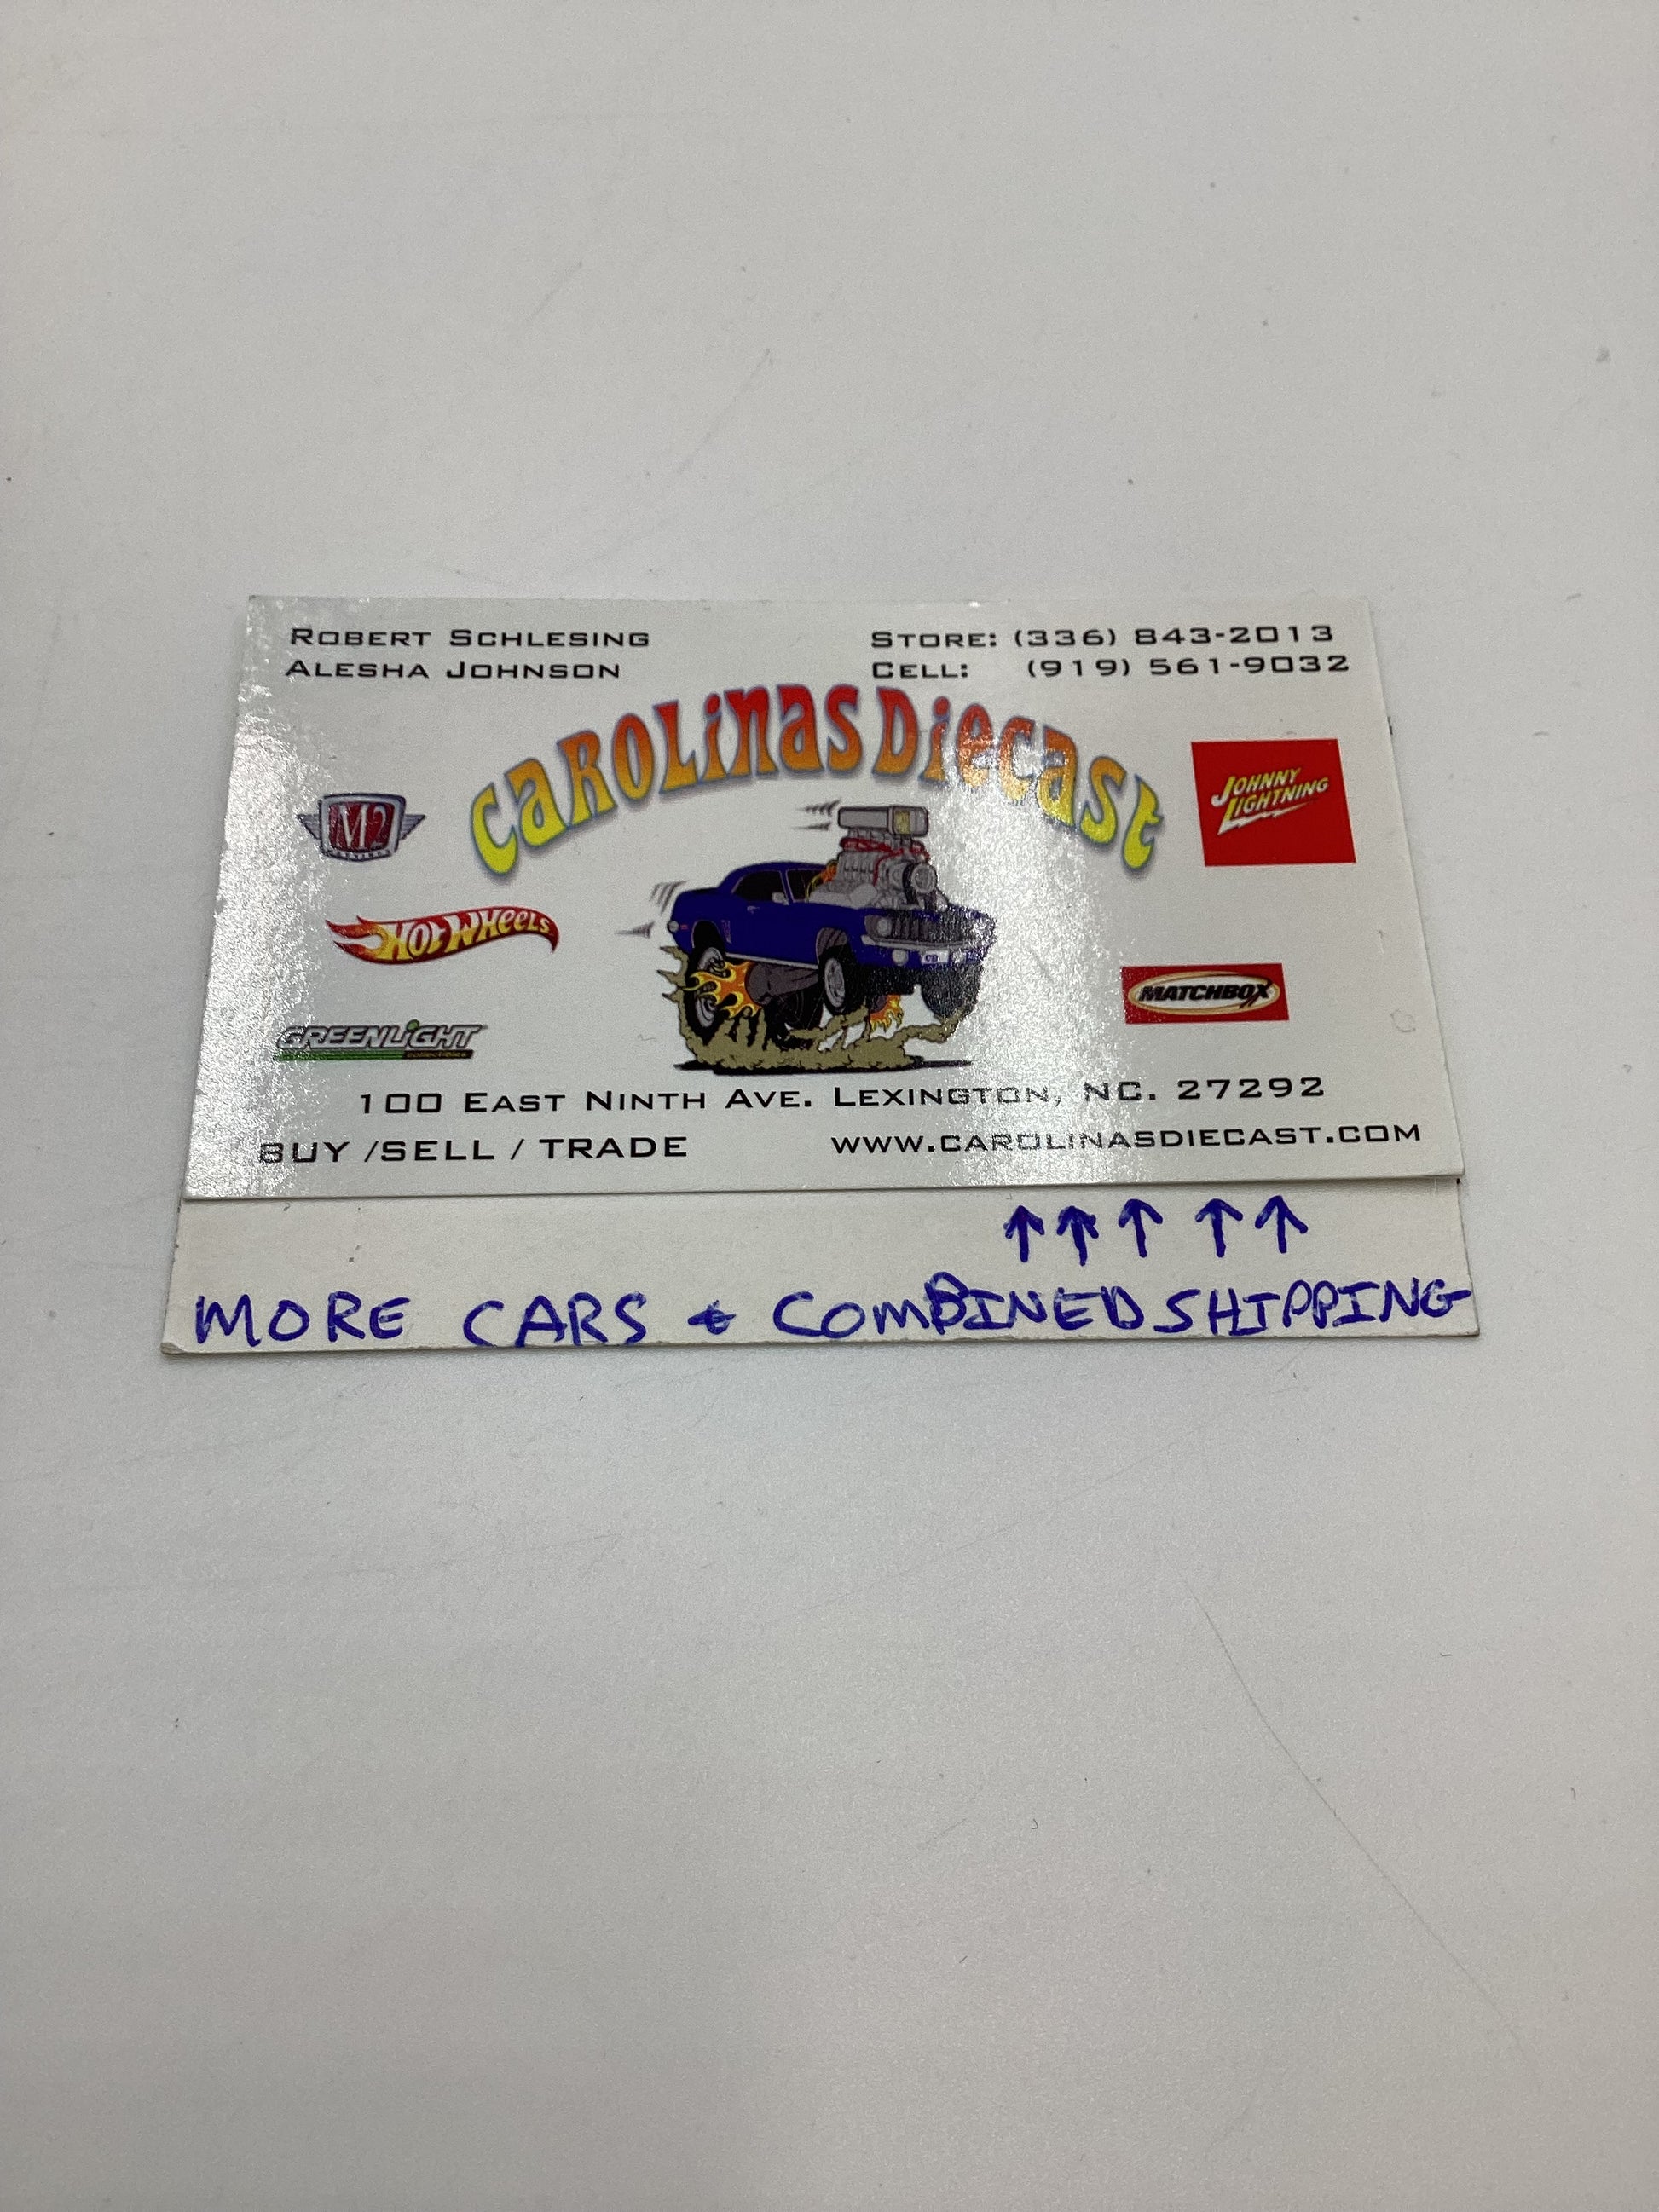 ROBERT SCHLESING
ALESHA JOHNSON
STORE: (336) 843-2013
CELL: (919) 561-9032
CAROLINAS DIECAST
M2
JOHNNY LIGHTNING
HOT WHEELS
MATCHBOX
GREENLIGHT
100 EAST NINTH AVE. LEXINGTON, NC. 27292
BUY /SELL / TRADE
WWW.CAROLINASDIECAST.COM
↑↑↑ ↑↑
MORE CARS & COMBINED SHIPPING